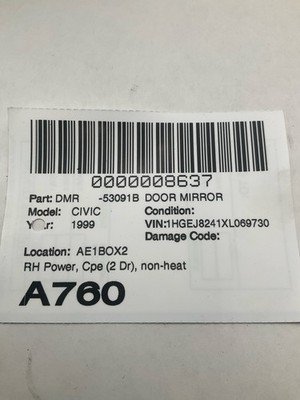 0000008637
Part: DMR -53091B DOOR MIRROR
Model: CIVIC Condition:
Year: 1999 VIN:1HGEJ8241XL069730
Damage Code:
Location: AE1BOX2
RH Power, Cpe (2 Dr), non-heat
A760